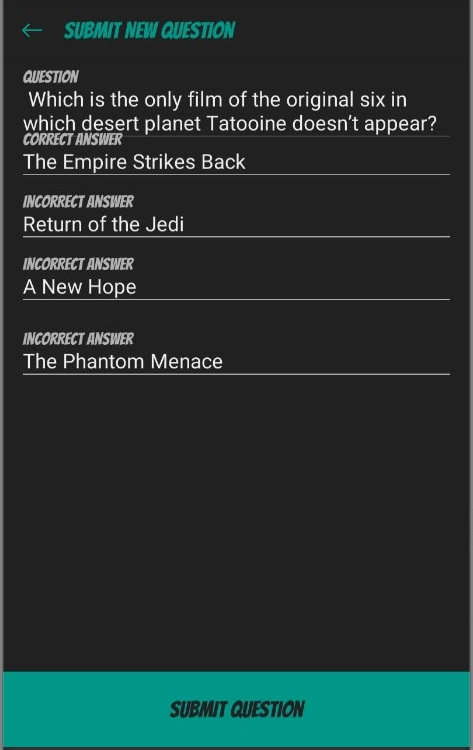 SUBMIT NEW QUESTION
QUESTION
Which is the only film of the original six in
which desert planet Tatooine doesn’t appear?
CORRECT ANSWER
The Empire Strikes Back
INCORRECT ANSWER
Return of the Jedi
INCORRECT ANSWER
A New Hope
INCORRECT ANSWER
The Phantom Menace
SUBMIT QUESTION